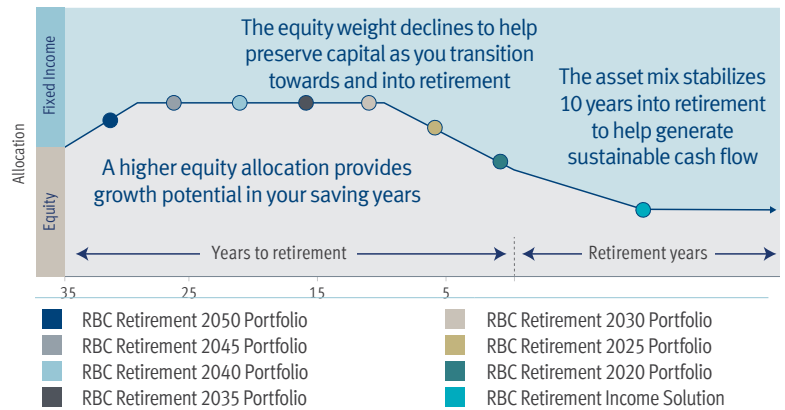 Allocation
Fixed Income
Equity
The equity weight declines to help
preserve capital as you transition
towards and into retirement
The asset mix stabilizes
10 years into retirement
to help generate
sustainable cash flow
A higher equity allocation provides
growth potential in your saving years
Years to retirement
Retirement years
35 25 15 5
RBC Retirement 2050 Portfolio
RBC Retirement 2045 Portfolio
RBC Retirement 2040 Portfolio
RBC Retirement 2035 Portfolio
RBC Retirement 2030 Portfolio
RBC Retirement 2025 Portfolio
RBC Retirement 2020 Portfolio
RBC Retirement Income Solution